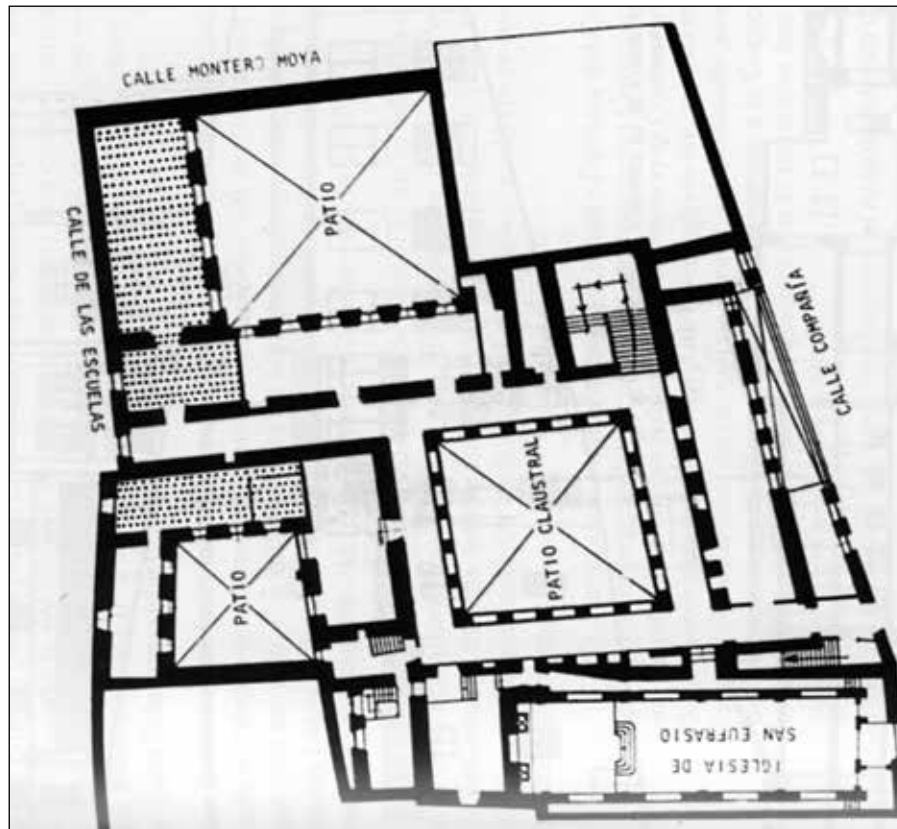 CALLE MONTERO MOYA
PATIO
CALLE DE LAS ESCUELAS
CALLE COMPAÑÍA
PATIO CLAUSTRAL
PATIO
IGLESIA DE
SAN EUFRASIO